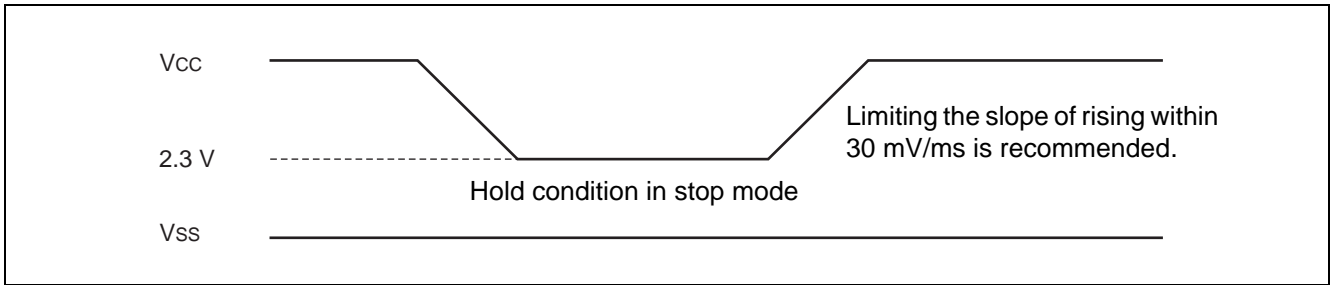 Vcc
Limiting the slope of rising within
30 mV/ms is recommended.
2.3 V
Hold condition in stop mode
Vss